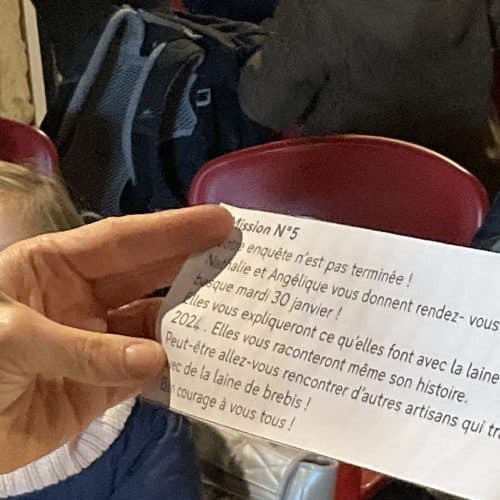 Mission N°5
Votre enquête n'est pas terminée !
Nathalie et Angélique vous donnent rendez- vous
mardi 30 janvier !
Elles vous expliqueront ce qu'elles font avec la laine
2024 . Elles vous raconteront même son histoire.
Peut-être allez-vous rencontrer d'autres artisans qui
avec de la laine de brebis !
Bon courage à vous tous !